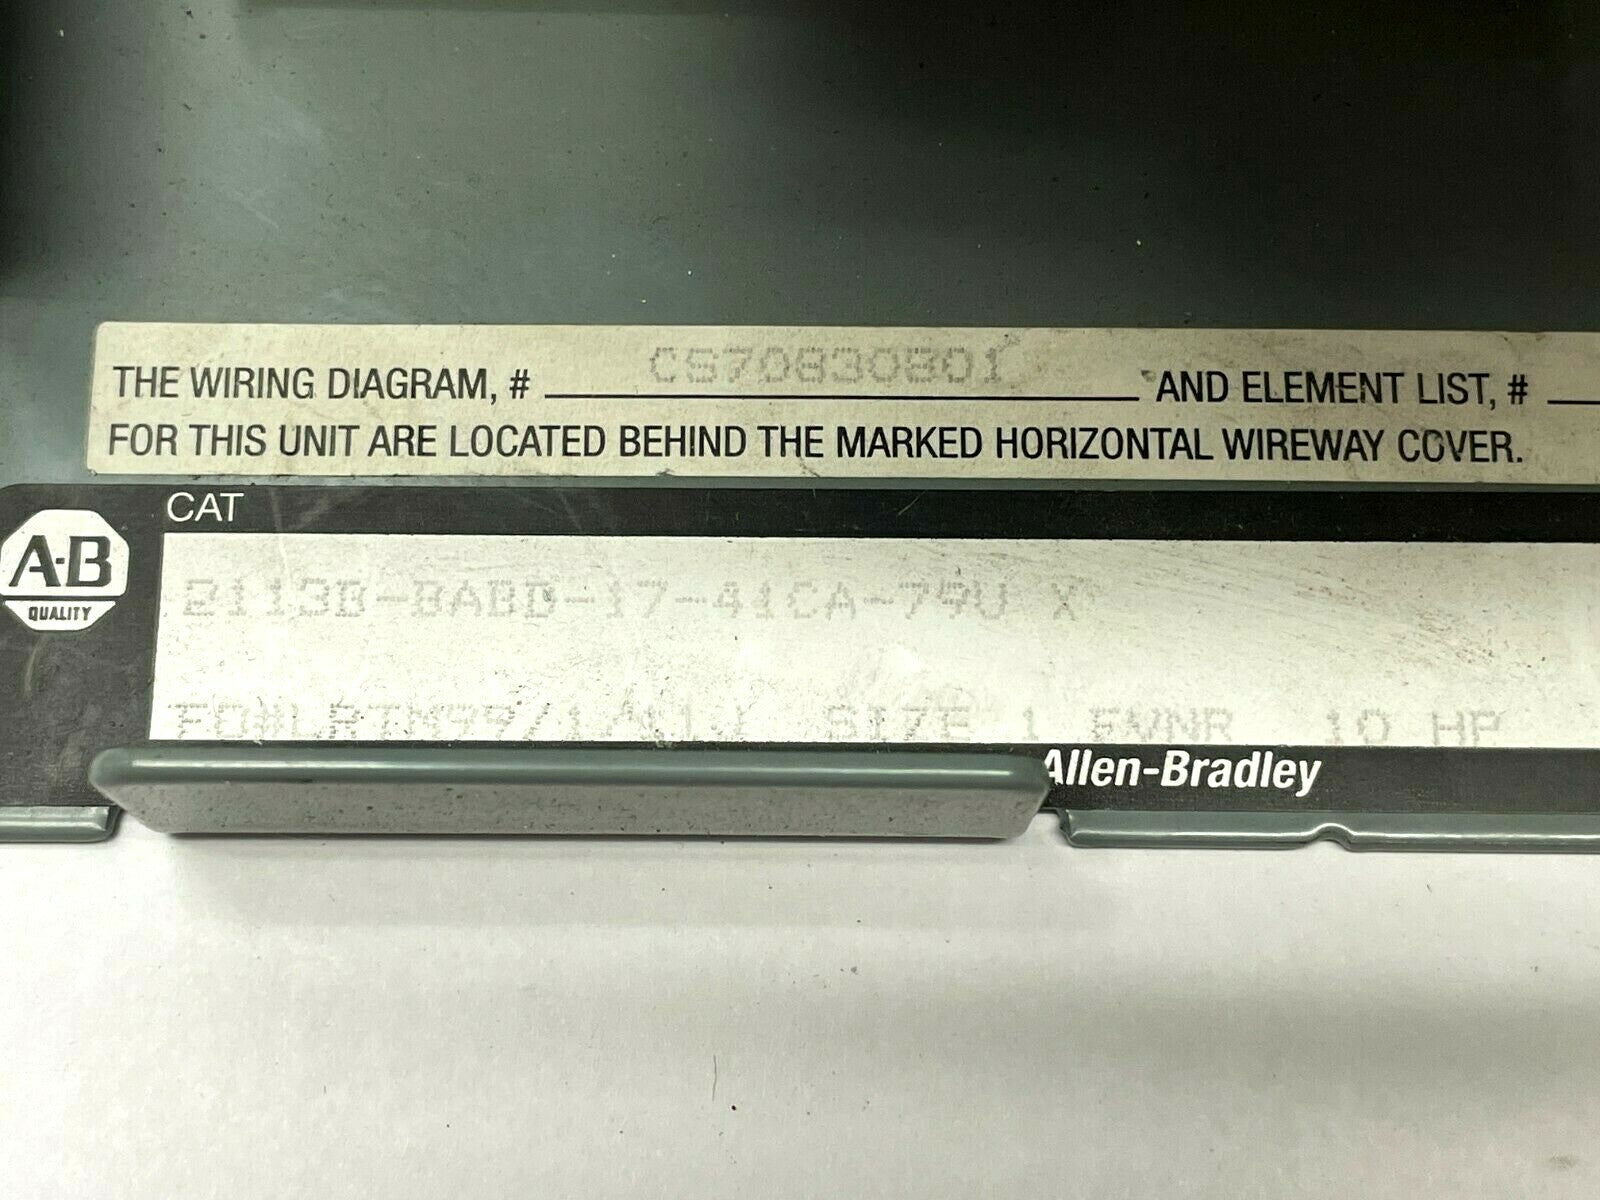 CS70830801
THE WIRING DIAGRAM, # AND ELEMENT LIST, #
FOR THIS UNIT ARE LOCATED BEHIND THE MARKED HORIZONTAL WIREWAY COVER.
CAT
A-B
QUALITY
2113B-BABD-17-41CA-79U X
SIZE 1 FVNR 10 HP
Allen-Bradley